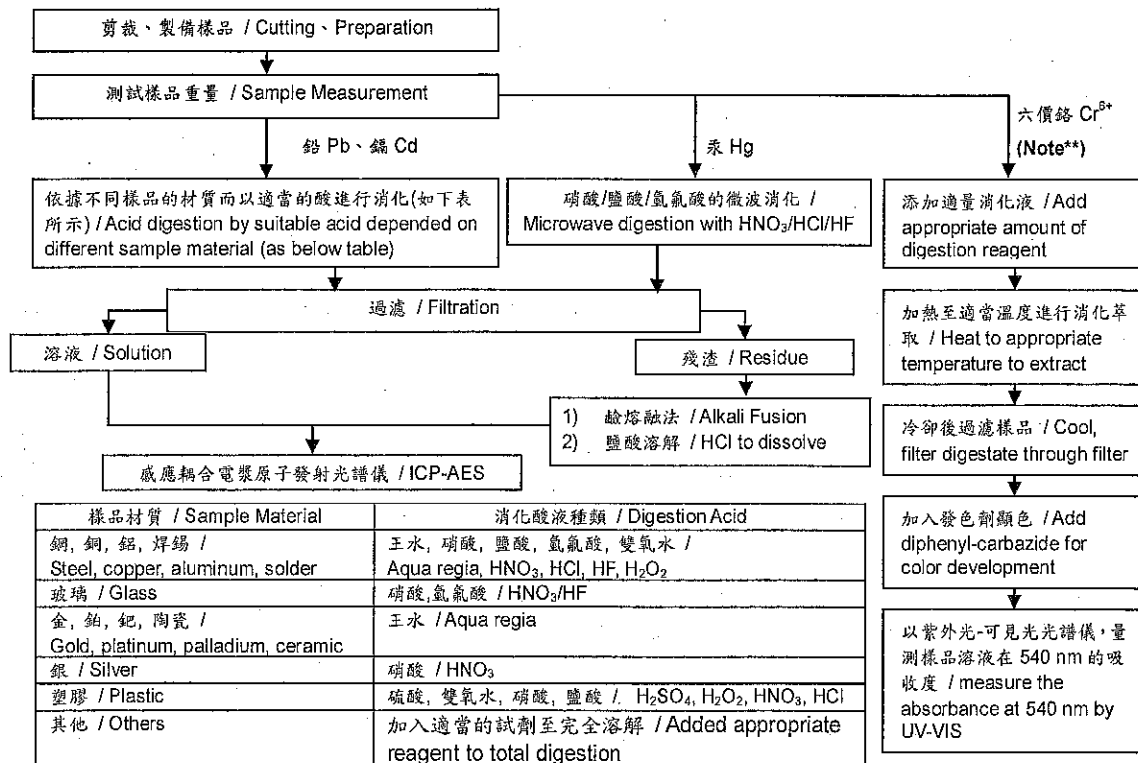 剪裁、製備樣品 / Cutting、Preparation
測試樣品重量 / Sample Measurement
鉛 Pb、鎘 Cd
汞 Hg
六價鉻 Cr⁶⁺
(Note**)
依據不同樣品的材質而以適當的酸進行消化(如下表
所示) / Acid digestion by suitable acid depended on
different sample material (as below table)
硝酸/鹽酸/氫氟酸的微波消化 /
Microwave digestion with HNO₃/HCl/HF
添加適量消化液 / Add
appropriate amount of
digestion reagent
過濾 / Filtration
溶液 / Solution
殘渣 / Residue
加熱至適當溫度進行消化萃
取 / Heat to appropriate
temperature to extract
1) 鹼熔融法 / Alkali Fusion
2) 鹽酸溶解 / HCl to dissolve
冷卻後過濾樣品 / Cool,
filter digestate through filter
感應耦合電漿原子發射光譜儀 / ICP-AES
加入發色劑顯色 / Add
diphenyl-carbazide for
color development
以紫外光-可見光光譜儀,量
測樣品溶液在 540 nm 的吸
收度 / measure the
absorbance at 540 nm by
UV-VIS
樣品材質 / Sample Material 消化酸液種類 / Digestion Acid
鋼, 銅, 鋁, 焊錫 / 王水, 硝酸, 鹽酸, 氫氟酸, 雙氧水 /
Steel, copper, aluminum, solder Aqua regia, HNO₃, HCl, HF, H₂O₂
玻璃 / Glass 硝酸,氫氟酸 / HNO₃/HF
金, 鉑, 鈀, 陶瓷 / 王水 / Aqua regia
Gold, platinum, palladium, ceramic
銀 / Silver 硝酸 / HNO₃
塑膠 / Plastic 硫酸, 雙氧水, 硝酸, 鹽酸 /. H₂SO₄, H₂O₂, HNO₃, HCl
其他 / Others 加入適當的試劑至完全溶解 / Added appropriate
reagent to total digestion